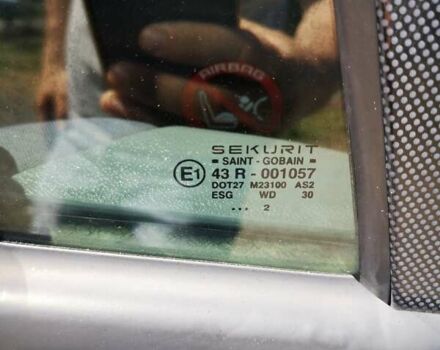 AIRBAG
SEKURIT
SAINT - GOBAIN
E1 43 R - 001057
DOT27 M23100 AS2
ESG WD 30
... 2